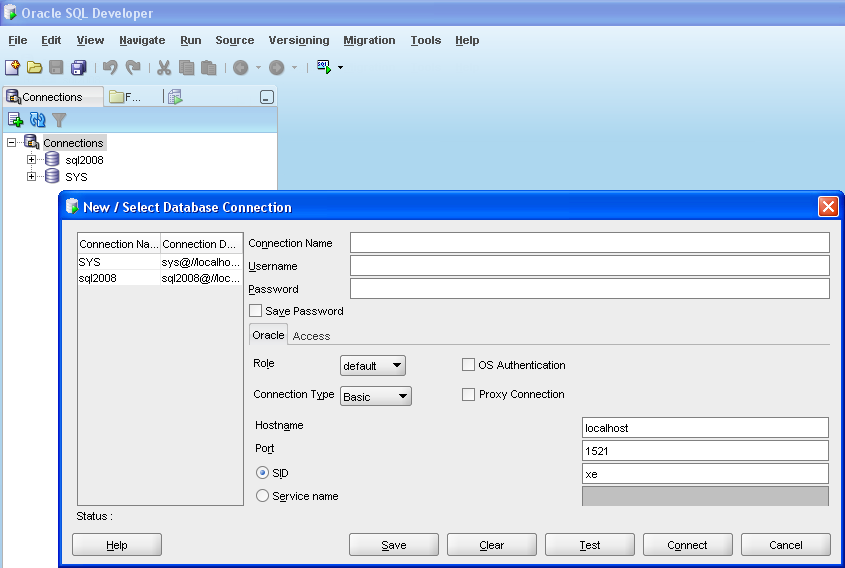 Oracle SQL Developer
File Edit View Navigate Run Source Versioning Migration Tools Help
SQL
Connections F...
Connections
sql2008
SYS
New / Select Database Connection
Connection Na... Connection D...
SYS sys@//localho...
sql2008 sql2008@//loc...
Connection Name
Username
Password
Save Password
Oracle Access
Role default OS Authentication
Connection Type Basic Proxy Connection
Hostname localhost
Port 1521
SID xe
Service name
Status :
Help Save Clear Test Connect Cancel